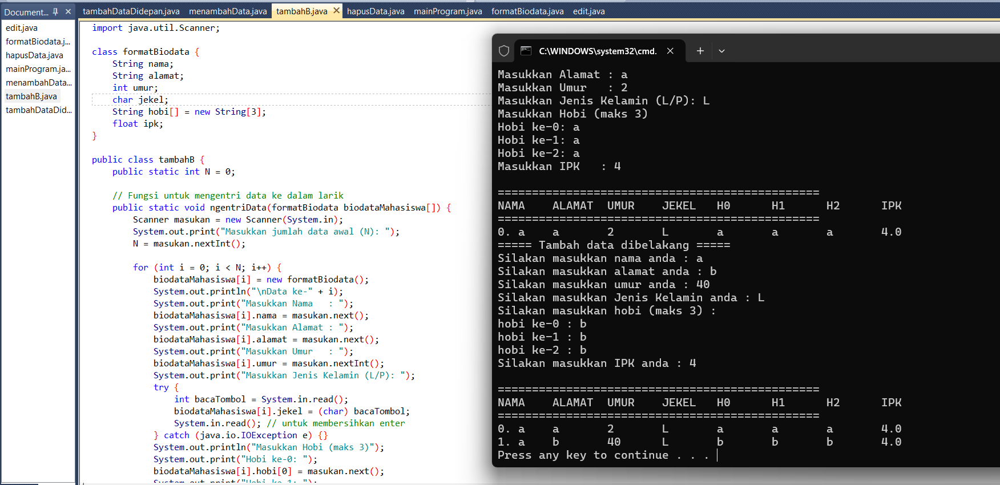 Document...
edit.java
formatBiodata.j...
hapusData.java
mainProgram.ja...
menambahData...
tambahB.java
tambahDataDid...
tambahDataDidepan.java menambahData.java tambahB.java hapusData.java mainProgram.java formatBiodata.java edit.java
import java.util.Scanner;
class formatBiodata {
    String nama;
    String alamat;
    int umur;
    char jekel;
    String hobi[] = new String[3];
    float ipk;
}
public class tambahB {
    public static int N = 0;
    // Fungsi untuk mengentri data ke dalam larik
    public static void ngentriData(formatBiodata biodataMahasiswa[]) {
        Scanner masukan = new Scanner(System.in);
        System.out.print("Masukkan jumlah data awal (N): ");
        N = masukan.nextInt();
        for (int i = 0; i < N; i++) {
            biodataMahasiswa[i] = new formatBiodata();
            System.out.println("\nData ke-" + i);
            System.out.print("Masukkan Nama   : ");
            biodataMahasiswa[i].nama = masukan.next();
            System.out.print("Masukkan Alamat : ");
            biodataMahasiswa[i].alamat = masukan.next();
            System.out.print("Masukkan Umur   : ");
            biodataMahasiswa[i].umur = masukan.nextInt();
            System.out.print("Masukkan Jenis Kelamin (L/P): ");
            try {
                int bacaTombol = System.in.read();
                biodataMahasiswa[i].jekel = (char) bacaTombol;
                System.in.read(); // untuk membersihkan enter
            } catch (java.io.IOException e) {}
            System.out.println("Masukkan Hobi (maks 3)");
            System.out.print("Hobi ke-0: ");
            biodataMahasiswa[i].hobi[0] = masukan.next();
            System.out.print("Hobi ke-1: ");
C:\WINDOWS\system32\cmd.
Masukkan Alamat : a
Masukkan Umur   : 2
Masukkan Jenis Kelamin (L/P): L
Masukkan Hobi (maks 3)
Hobi ke-0: a
Hobi ke-1: a
Hobi ke-2: a
Masukkan IPK   : 4
===============================================
NAMA    ALAMAT  UMUR    JEKEL   H0      H1      H2      IPK
===============================================
0. a    a       2       L       a       a       a       4.0
===== Tambah data dibelakang =====
Silakan masukkan nama anda : a
Silakan masukkan alamat anda : b
Silakan masukkan umur anda : 40
Silakan masukkan Jenis Kelamin anda : L
Silakan masukkan hobi (maks 3) :
hobi ke-0 : b
hobi ke-1 : b
hobi ke-2 : b
Silakan masukkan IPK anda : 4
===============================================
NAMA    ALAMAT  UMUR    JEKEL   H0      H1      H2      IPK
===============================================
0. a    a       2       L       a       a       a       4.0
1. a    b       40      L       b       b       b       4.0
Press any key to continue . . .